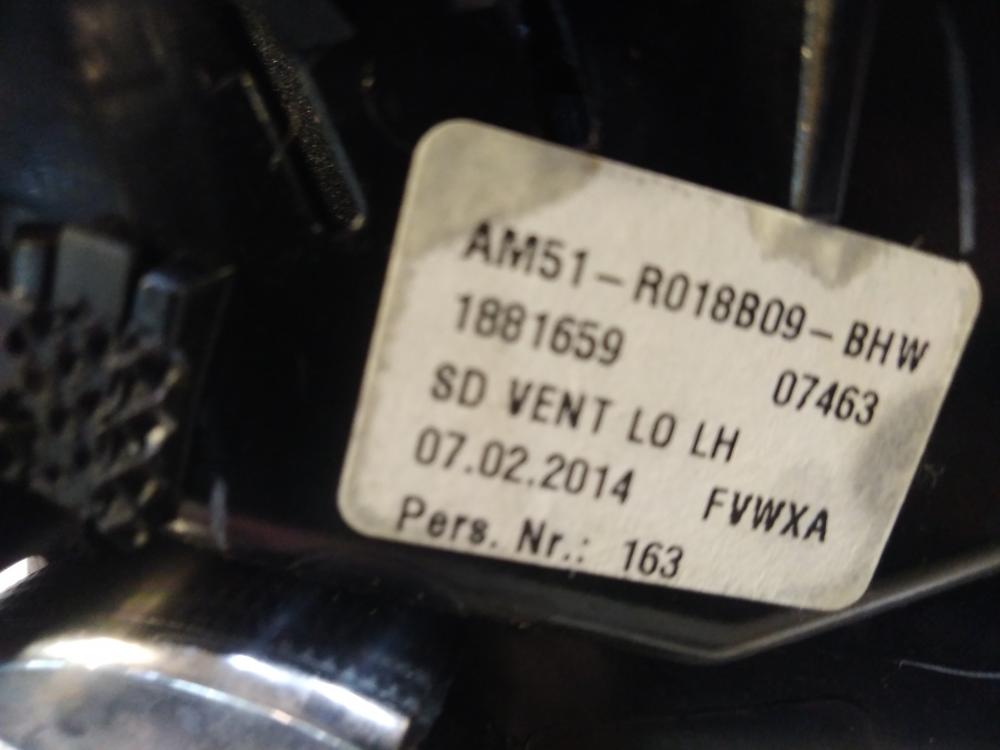 AM51-R018B09-BHW
1881659 07463
SD VENT LO LH
07.02.2014 FVWXA
Pers. Nr.: 163